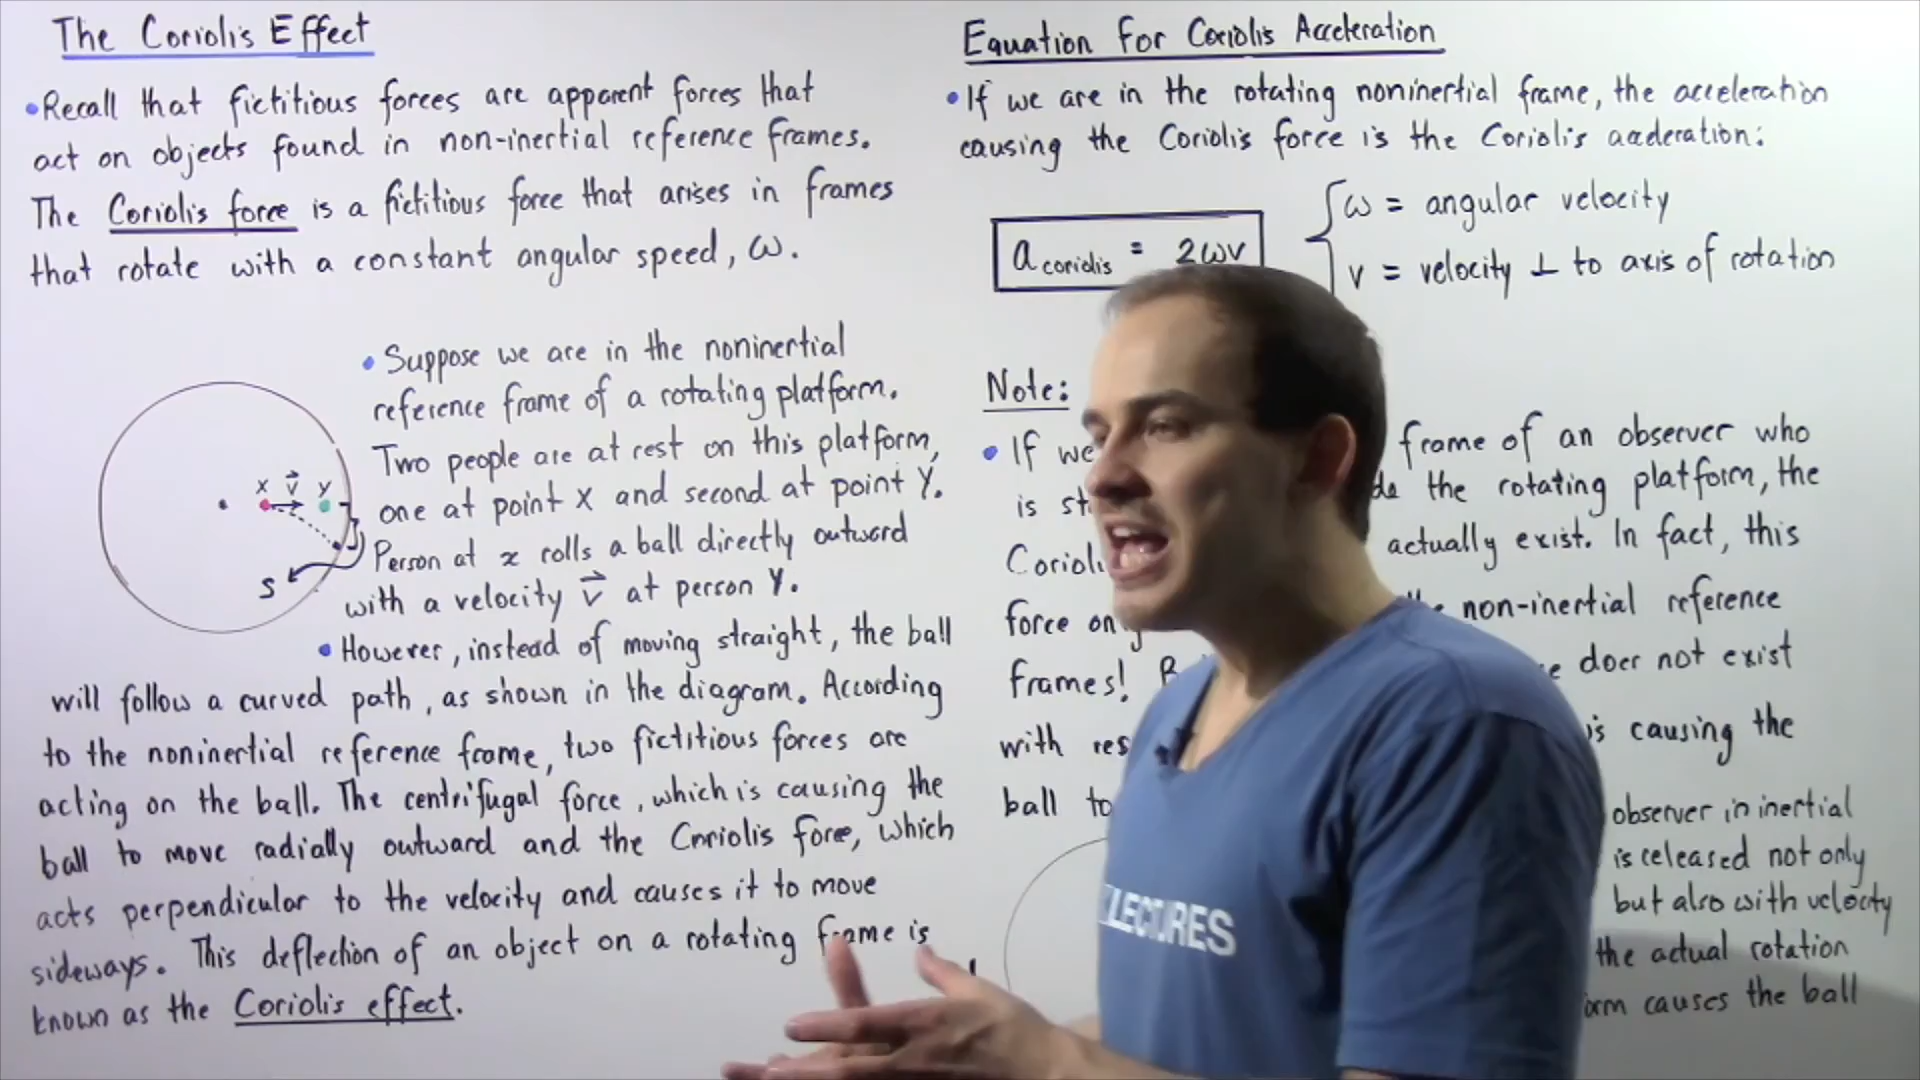 The Coriolis Effect
• Recall that fictitious forces are apparent forces that
act on objects found in non-inertial reference frames.
The Coriolis force is a fictitious force that arises in frames
that rotate with a constant angular speed, ω.
• Suppose we are in the noninertial
reference frame of a rotating platform.
Two people are at rest on this platform,
one at point X and second at point Y.
Person at x rolls a ball directly outward
with a velocity v⃗ at person Y.
x v⃗ y
S
• However, instead of moving straight, the ball
will follow a curved path, as shown in the diagram. According
to the noninertial reference frame, two fictitious forces are
acting on the ball. The centrifugal force, which is causing the
ball to move radially outward and the Coriolis force, which
acts perpendicular to the velocity and causes it to move
sideways. This deflection of an object on a rotating frame is
known as the Coriolis effect.
Equation For Coriolis Acceleration
• If we are in the rotating noninertial frame, the acceleration
causing the Coriolis force is the Coriolis acceleration:
a coriolis = 2ωv
ω = angular velocity
v = velocity ⊥ to axis of rotation
Note:
• If we frame of an observer who
is the rotating platform, the
actually exist. In fact, this
force non-inertial reference
frames! does not exist
with is causing the
ball to observer in inertial
is released not only
but also with velocity
the actual rotation
causes the ball
LECTURES